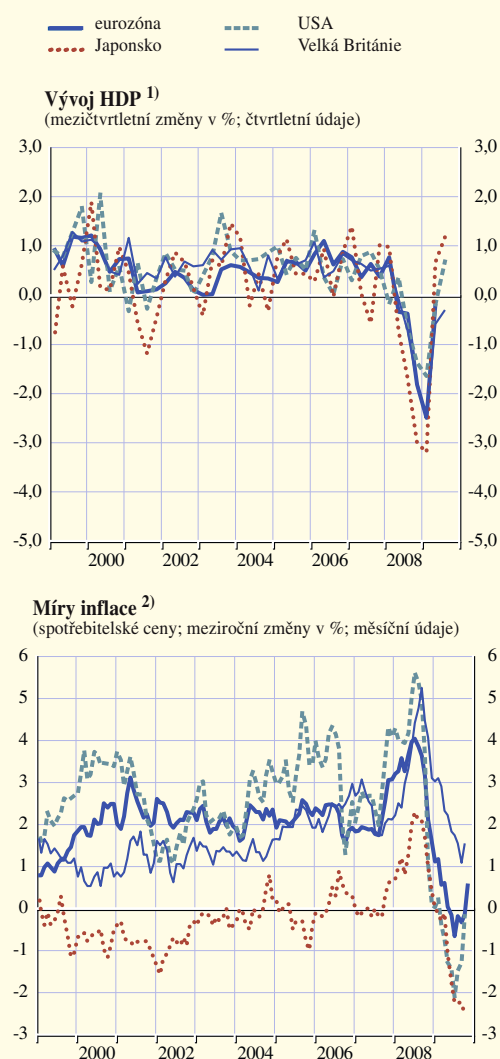 eurozóna USA
Japonsko Velká Británie
Vývoj HDP 1)
(mezičtvrtletní změny v %; čtvrtletní údaje)
3,0 3,0
2,0 2,0
1,0 1,0
0,0 0,0
-1,0 -1,0
-2,0 -2,0
-3,0 -3,0
-4,0 -4,0
-5,0 -5,0
2000 2002 2004 2006 2008
Míry inflace 2)
(spotřebitelské ceny; meziroční změny v %; měsíční údaje)
6 6
5 5
4 4
3 3
2 2
1 1
0 0
-1 -1
-2 -2
-3 -3
2000 2002 2004 2006 2008